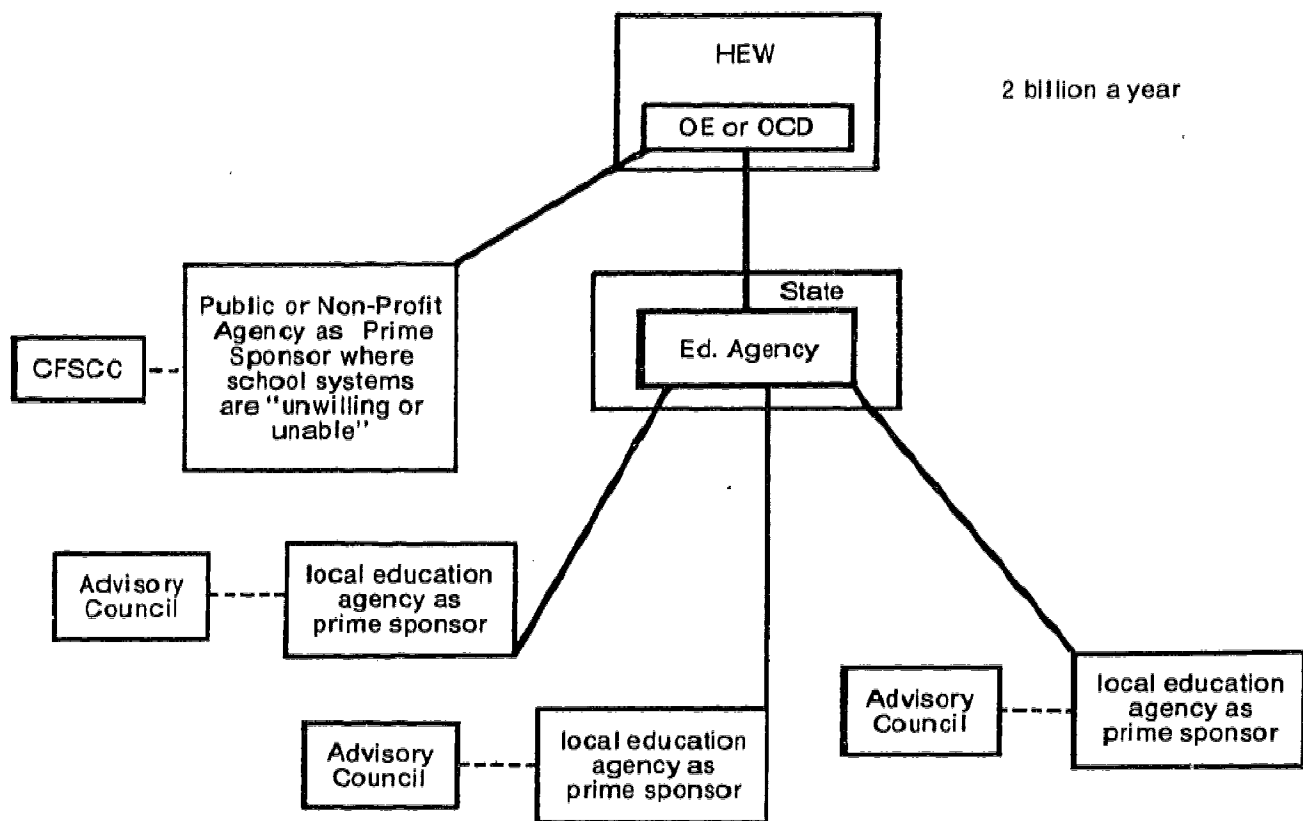 HEW
2 billion a year
OE or OCD
Public or Non-Profit
Agency as Prime
Sponsor where
school systems
are "unwilling or
unable"
CFSCC
State
Ed. Agency
Advisory
Council
local education
agency as
prime sponsor
Advisory
Council
local education
agency as
prime sponsor
Advisory
Council
local education
agency as
prime sponsor